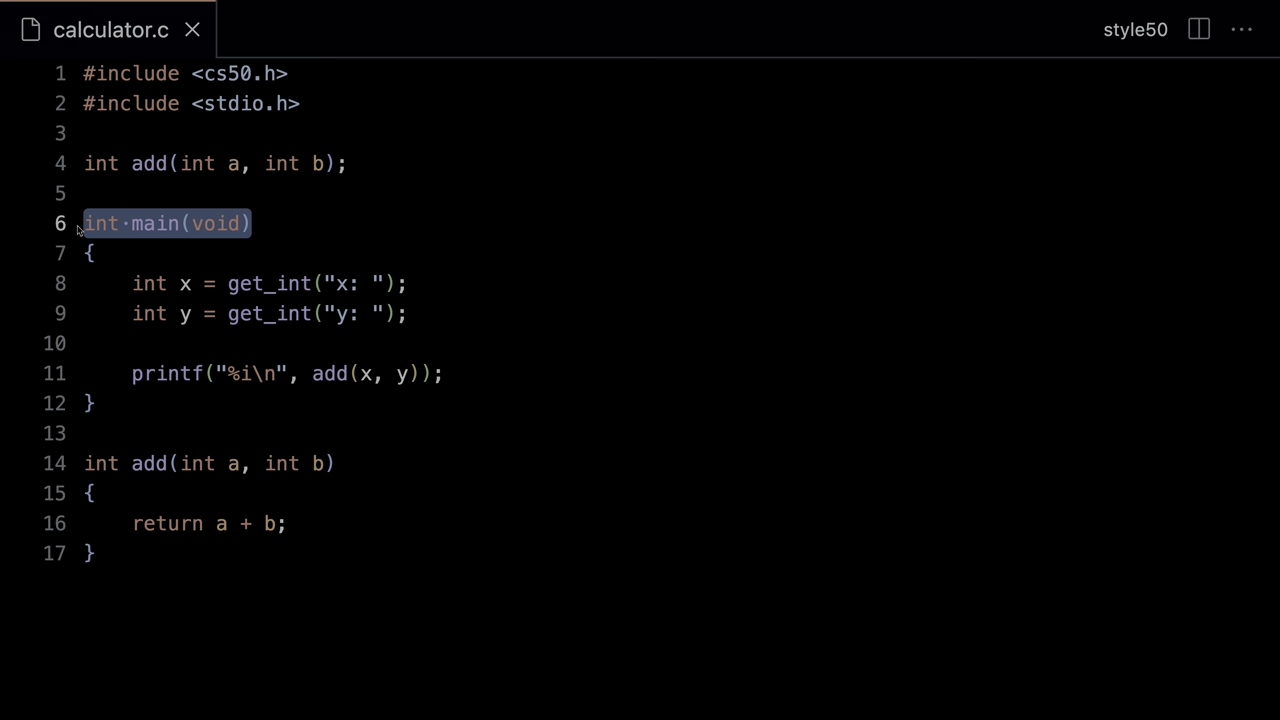 calculator.c
style50
1 #include <cs50.h>
2 #include <stdio.h>
3
4 int add(int a, int b);
5
6 int·main(void)
7 {
8     int x = get_int("x: ");
9     int y = get_int("y: ");
10
11     printf("%i\n", add(x, y));
12 }
13
14 int add(int a, int b)
15 {
16     return a + b;
17 }